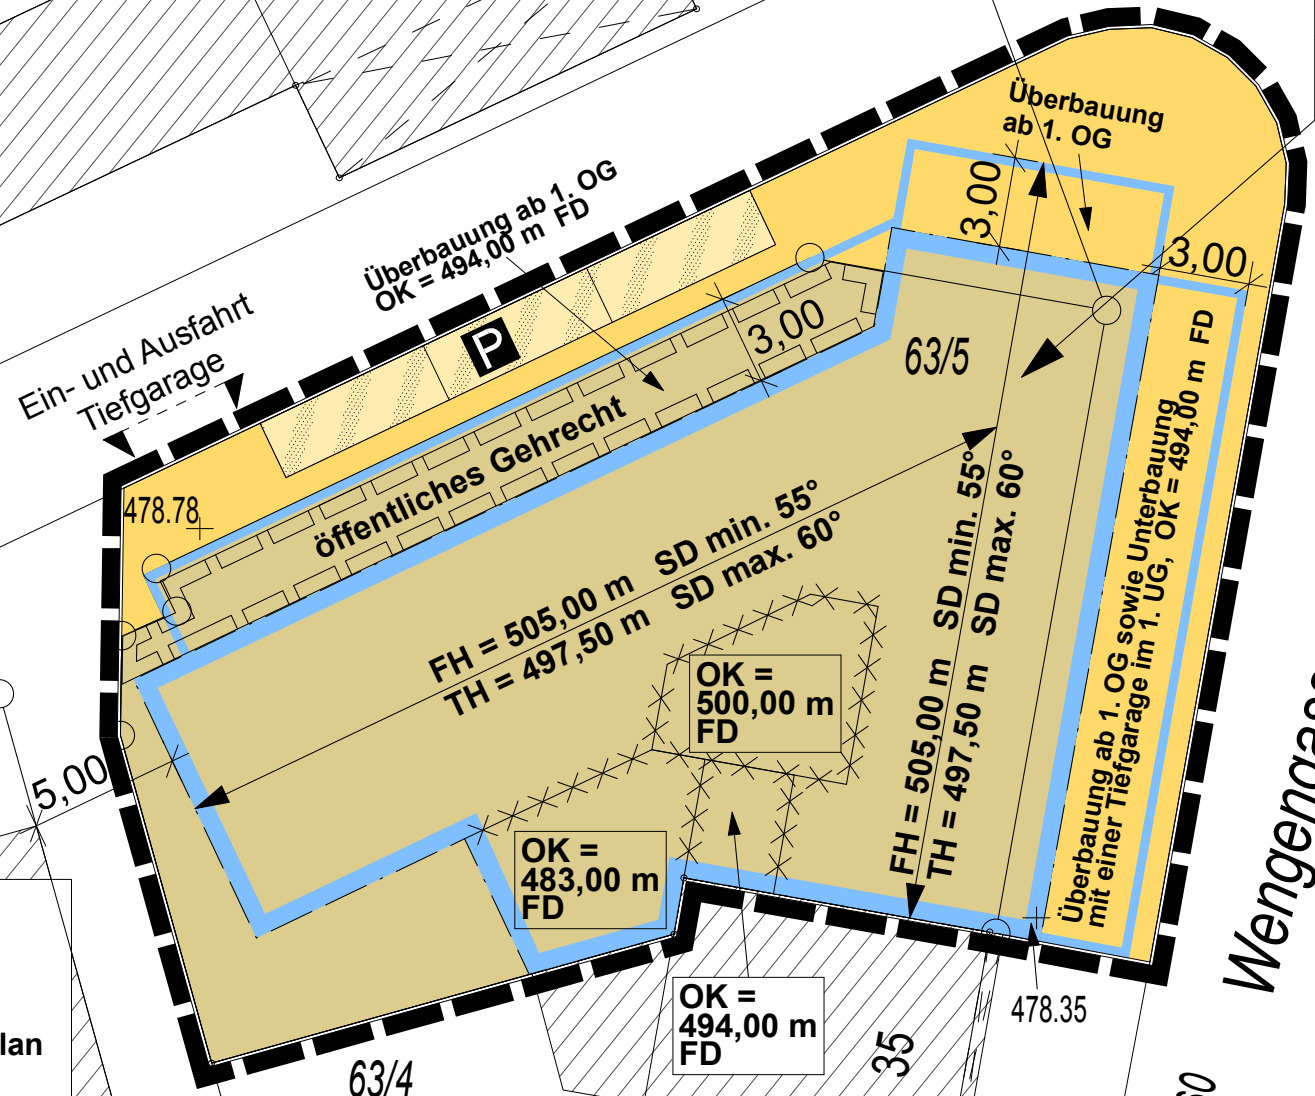 Überbauung
ab 1. OG
3,00
3,00
Überbauung ab 1. OG
OK = 494,00 m FD
Ein- und Ausfahrt
Tiefgarage
P
3,00
63/5
öffentliches Gehrecht
478.78
FH = 505,00 m SD min. 55°
TH = 497,50 m SD max. 60°
FH = 505,00 m SD min. 55°
TH = 497,50 m SD max. 60°
Überbauung ab 1. OG sowie Unterbauung
mit einer Tiefgarage im 1. UG, OK = 494,00 m FD
OK =
500,00 m
FD
5,00
OK =
483,00 m
FD
OK =
494,00 m
FD
478.35
35
63/4
lan
Wengengass
60